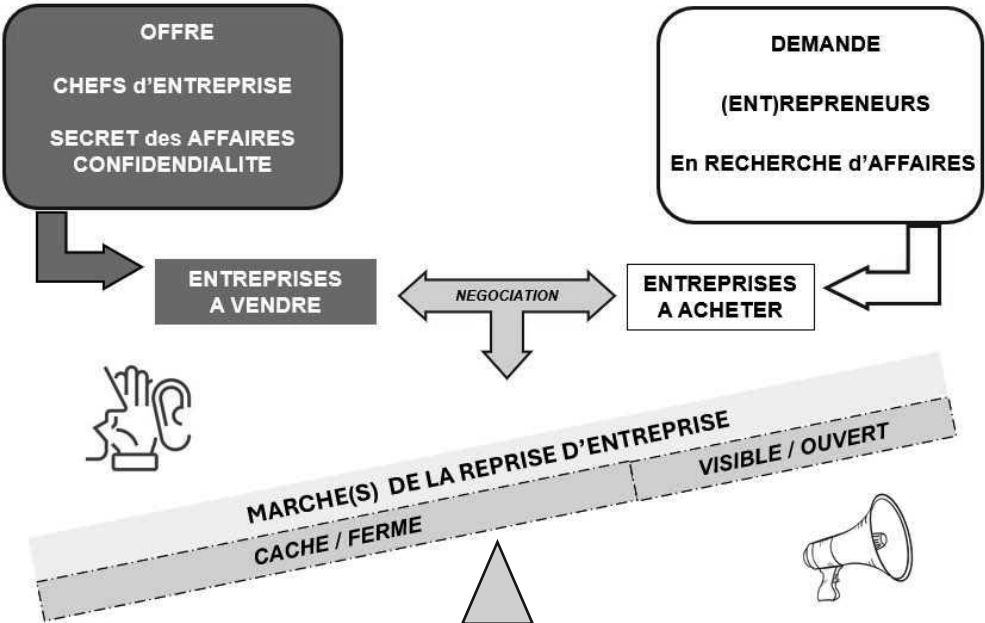 OFFRE
CHEFS d'ENTREPRISE
SECRET des AFFAIRES
CONFIDENDIALITE
DEMANDE
(ENT)REPRENEURS
En RECHERCHE d'AFFAIRES
ENTREPRISES
A VENDRE
NEGOCIATION
ENTREPRISES
A ACHETER
MARCHE(S) DE LA REPRISE D'ENTREPRISE
CACHE / FERME
VISIBLE / OUVERT